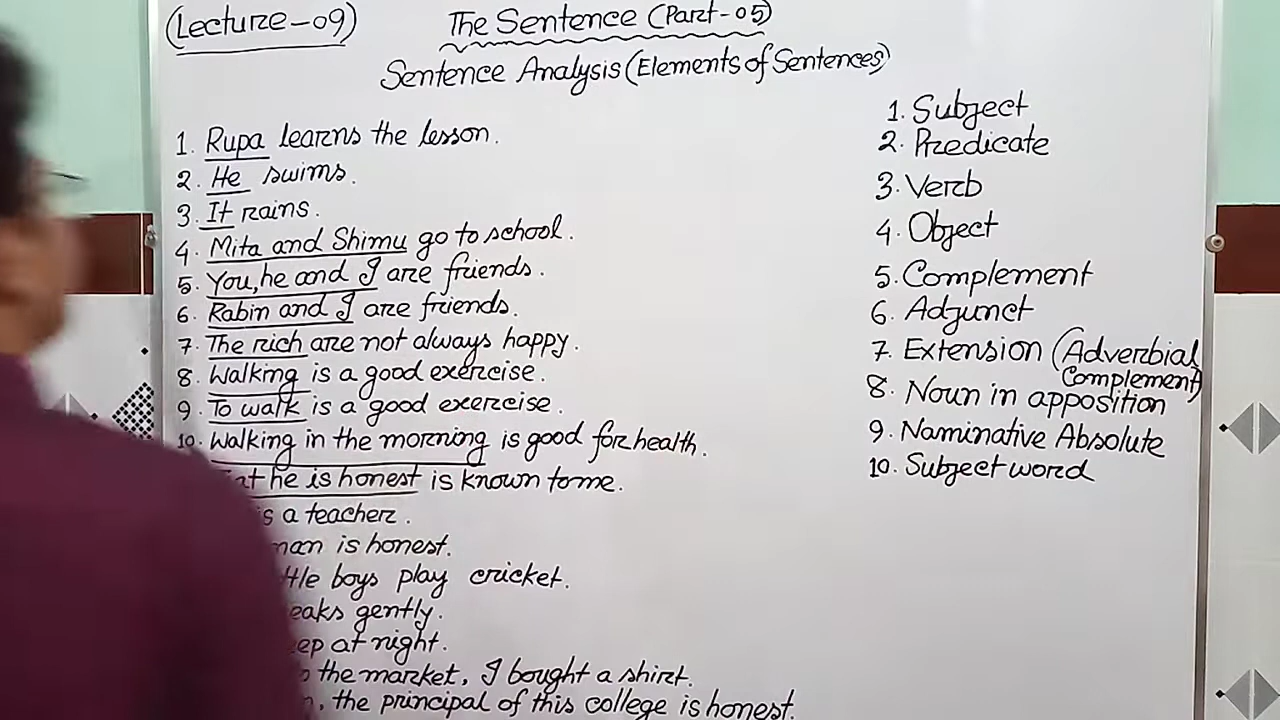 (Lecture-09)
The Sentence (Part-05)
Sentence Analysis (Elements of Sentences)
1. Rupa learns the lesson.
2. He swims.
3. It rains.
4. Mita and Shimu go to school.
5. You, he and I are friends.
6. Rabin and I are friends.
7. The rich are not always happy.
8. Walking is a good exercise.
9. To walk is a good exercise.
10. Walking in the morning is good for health.
he is honest is known to me.
a teacher.
is honest.
boys play cricket.
gently.
at night.
the market, I bought a shirt.
the principal of this college is honest.
1. Subject
2. Predicate
3. Verb
4. Object
5. Complement
6. Adjunct
7. Extension (Adverbial
Complement)
8. Noun in apposition
9. Naminative Absolute
10. Subject word